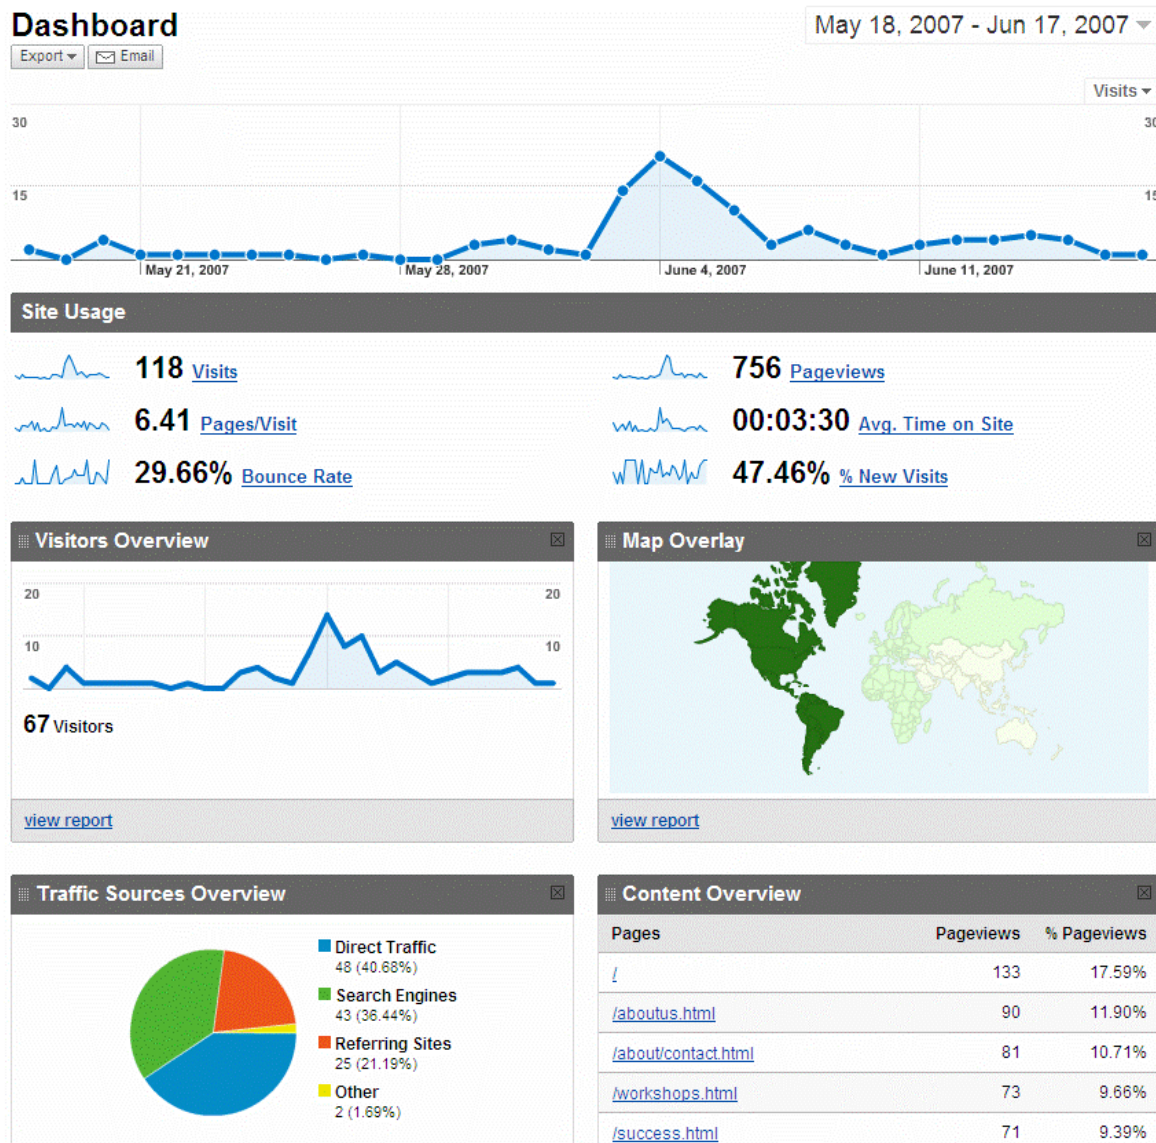 Dashboard
May 18, 2007 - Jun 17, 2007
Export
Email
Visits
30
30
15
15
May 21, 2007
May 28, 2007
June 4, 2007
June 11, 2007
Site Usage
118 Visits
756 Pageviews
6.41 Pages/Visit
00:03:30 Avg. Time on Site
29.66% Bounce Rate
47.46% % New Visits
Visitors Overview
20
20
10
10
67 Visitors
view report
Map Overlay
view report
Traffic Sources Overview
Direct Traffic
48 (40.68%)
Search Engines
43 (36.44%)
Referring Sites
25 (21.19%)
Other
2 (1.69%)
Content Overview
Pages Pageviews % Pageviews
/ 133 17.59%
/aboutus.html 90 11.90%
/about/contact.html 81 10.71%
/workshops.html 73 9.66%
/success.html 71 9.39%